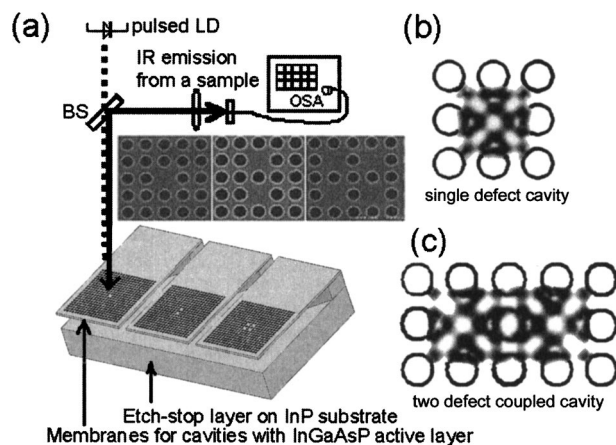 (a)
pulsed LD
IR emission
from a sample
BS
OSA
Etch-stop layer on InP substrate
Membranes for cavities with InGaAsP active layer
(b)
single defect cavity
(c)
two defect coupled cavity